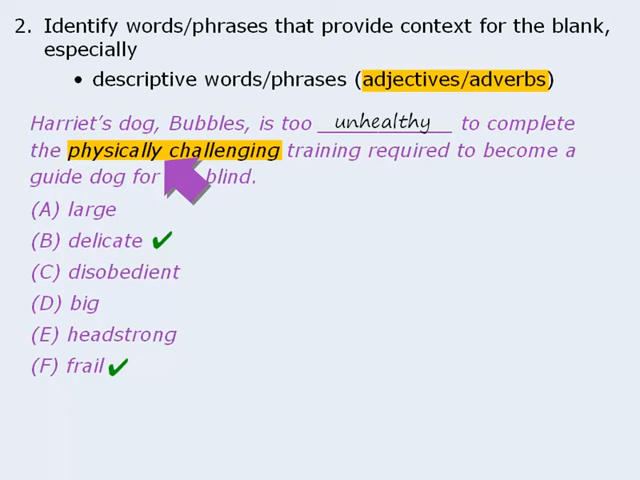 2. Identify words/phrases that provide context for the blank,
especially
• descriptive words/phrases (adjectives/adverbs)
Harriet's dog, Bubbles, is too unhealthy to complete
the physically challenging training required to become a
guide dog for blind.
(A) large
(B) delicate ✔
(C) disobedient
(D) big
(E) headstrong
(F) frail ✔